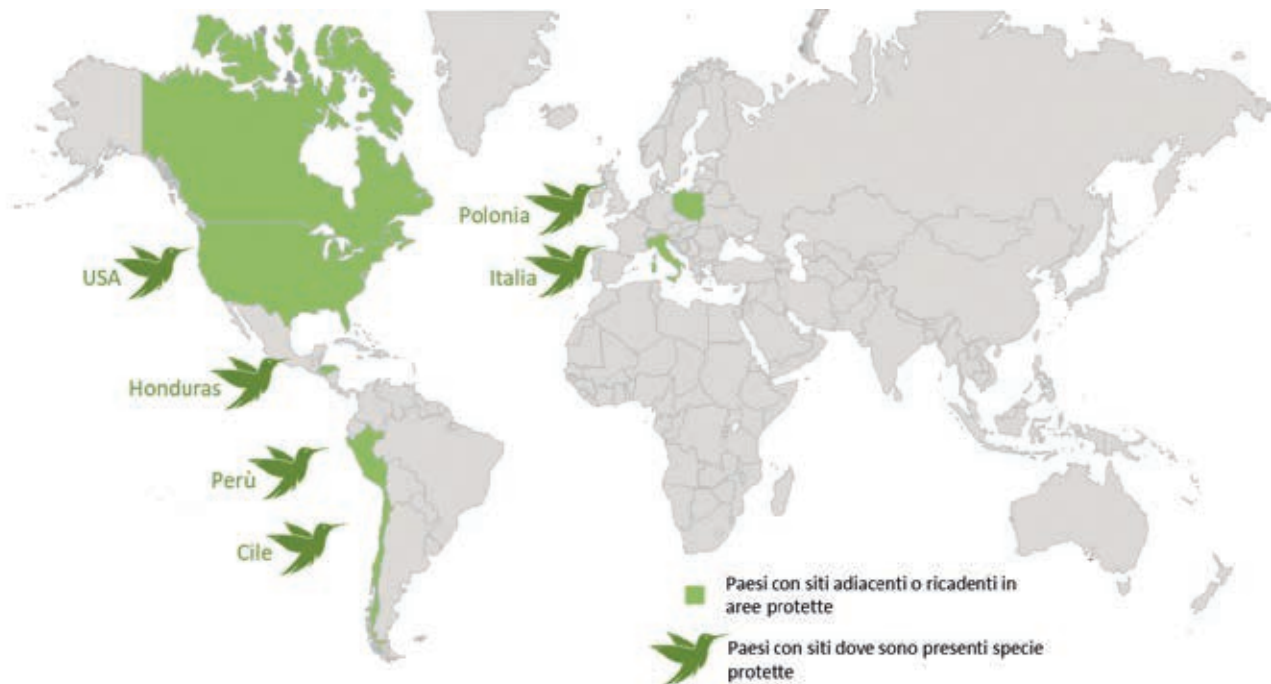 Polonia
USA
Italia
Honduras
Perù
Cile
Paesi con siti adiacenti o ricadenti in
aree protette
Paesi con siti dove sono presenti specie
protette